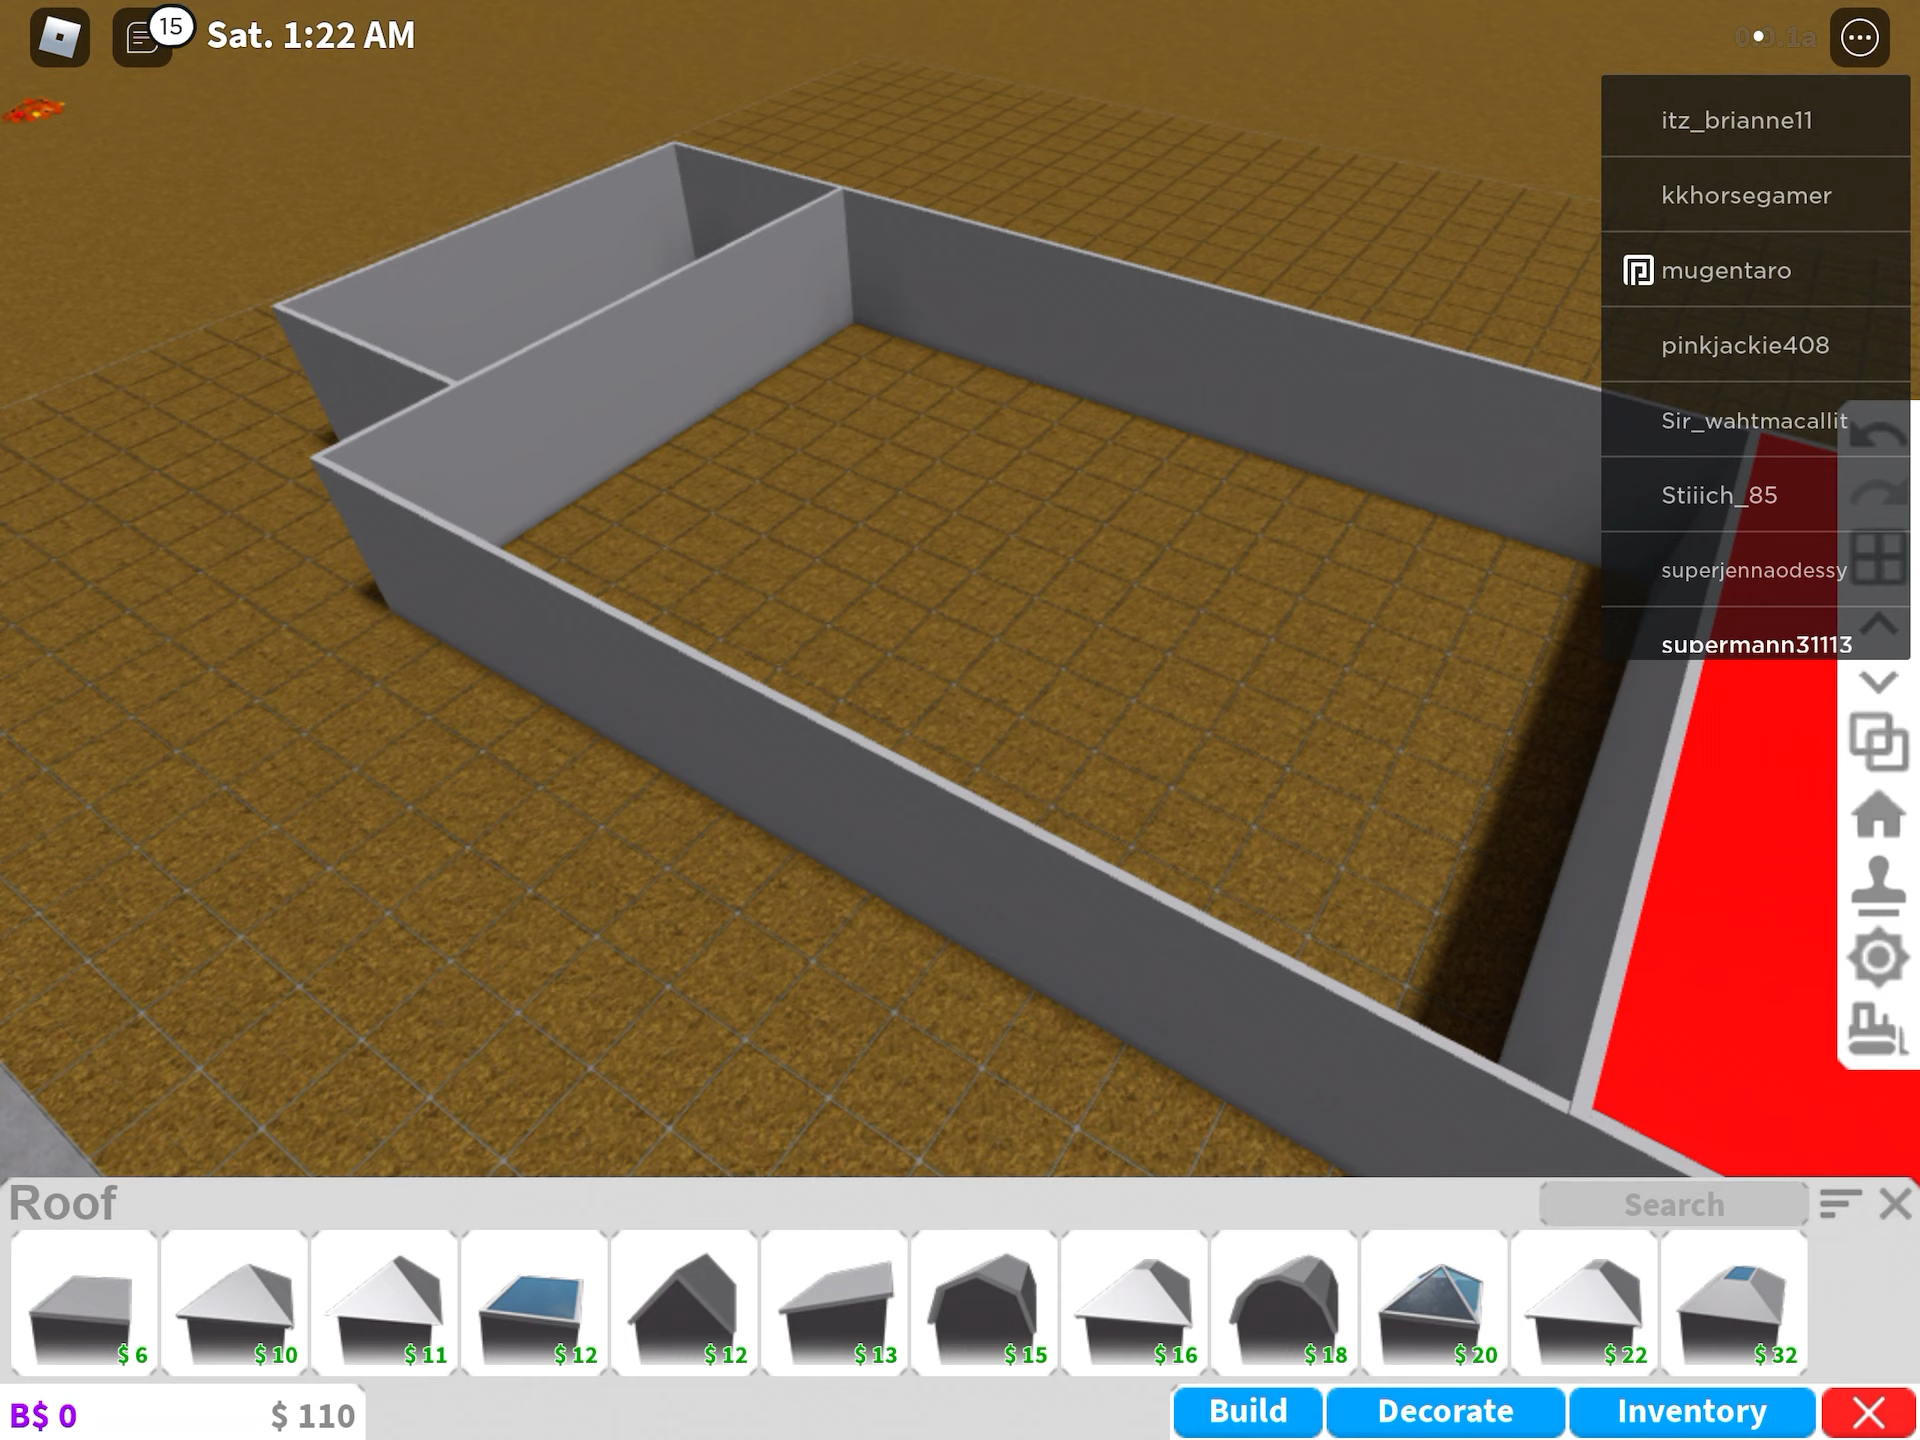 15
Sat. 1:22 AM
itz_brianne11
kkhorsegamer
mugentaro
pinkjackie408
Sir_wahtmacallit
Stiiich_85
superjennaodessy
supermann31113
Roof
Search
$ 6
$ 10
$ 11
$ 12
$ 12
$ 13
$ 15
$ 16
$ 18
$ 20
$ 22
$ 32
B$ 0
$ 110
Build
Decorate
Inventory